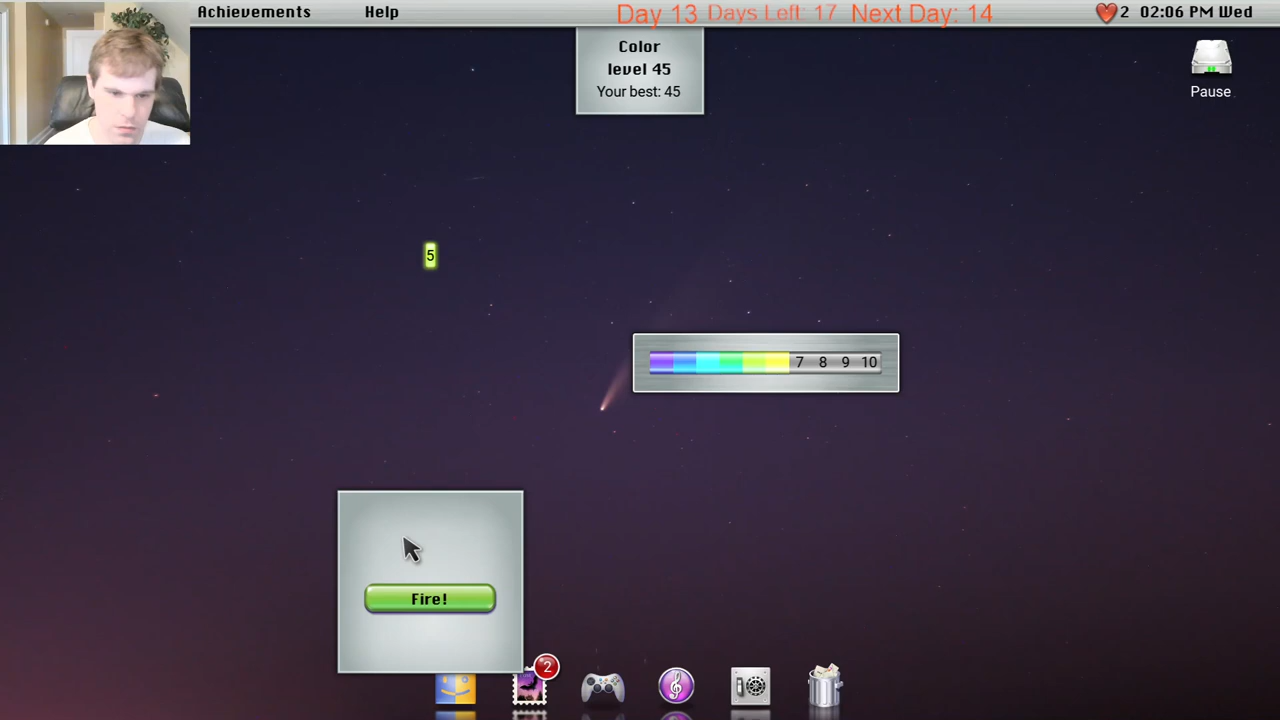 Achievements Help Day 13 Days Left: 17 Next Day: 14 2 02:06 PM Wed
Color
level 45
Your best: 45
Pause
5
7 8 9 10
Fire!
2